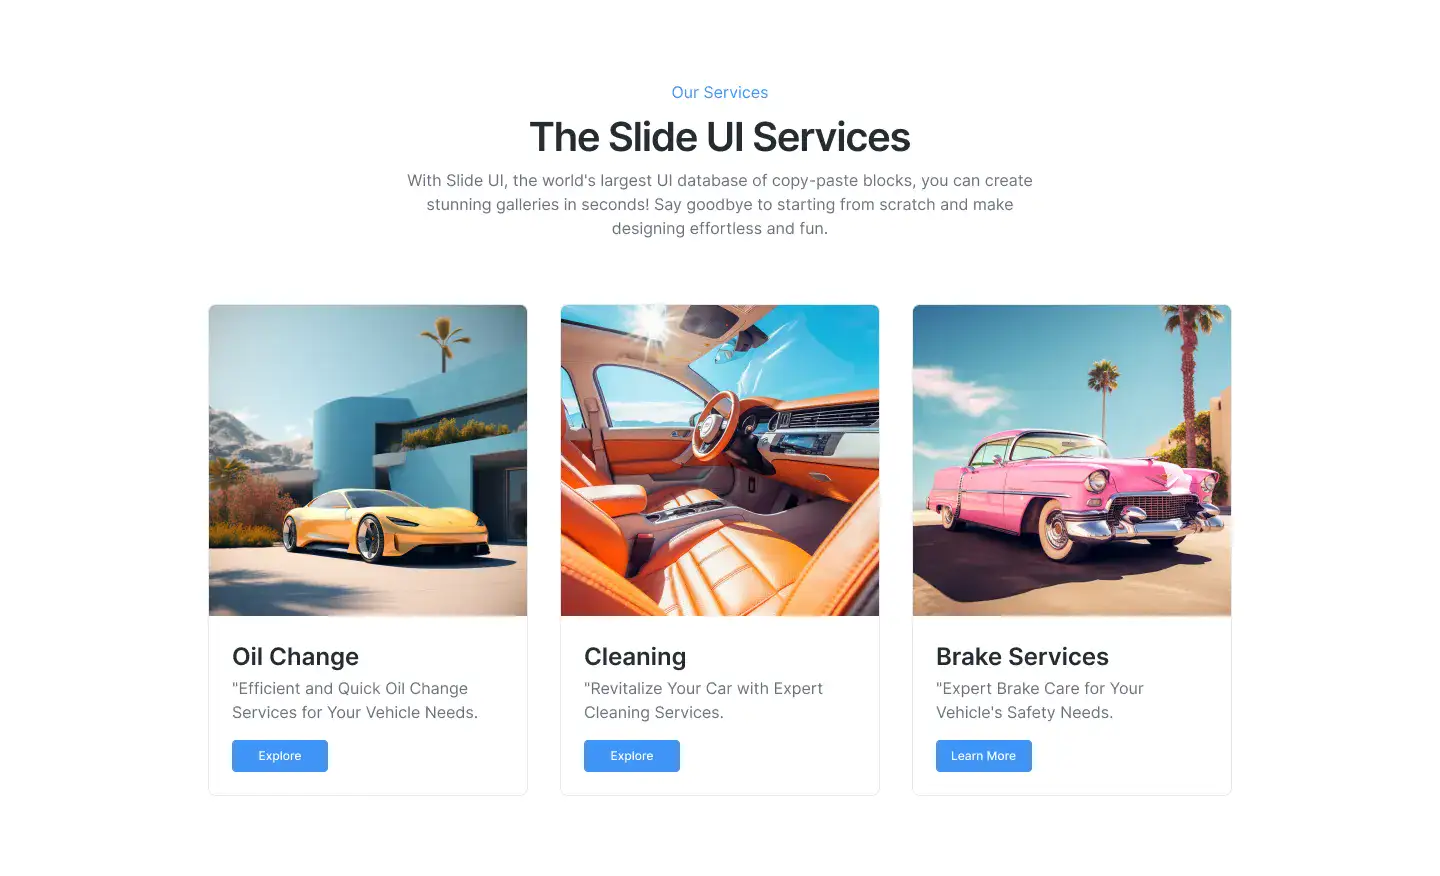 Our Services
The Slide UI Services
With Slide UI, the world's largest UI database of copy-paste blocks, you can create
stunning galleries in seconds! Say goodbye to starting from scratch and make
designing effortless and fun.
Oil Change
"Efficient and Quick Oil Change
Services for Your Vehicle Needs.
Explore
Cleaning
"Revitalize Your Car with Expert
Cleaning Services.
Explore
Brake Services
"Expert Brake Care for Your
Vehicle's Safety Needs.
Learn More